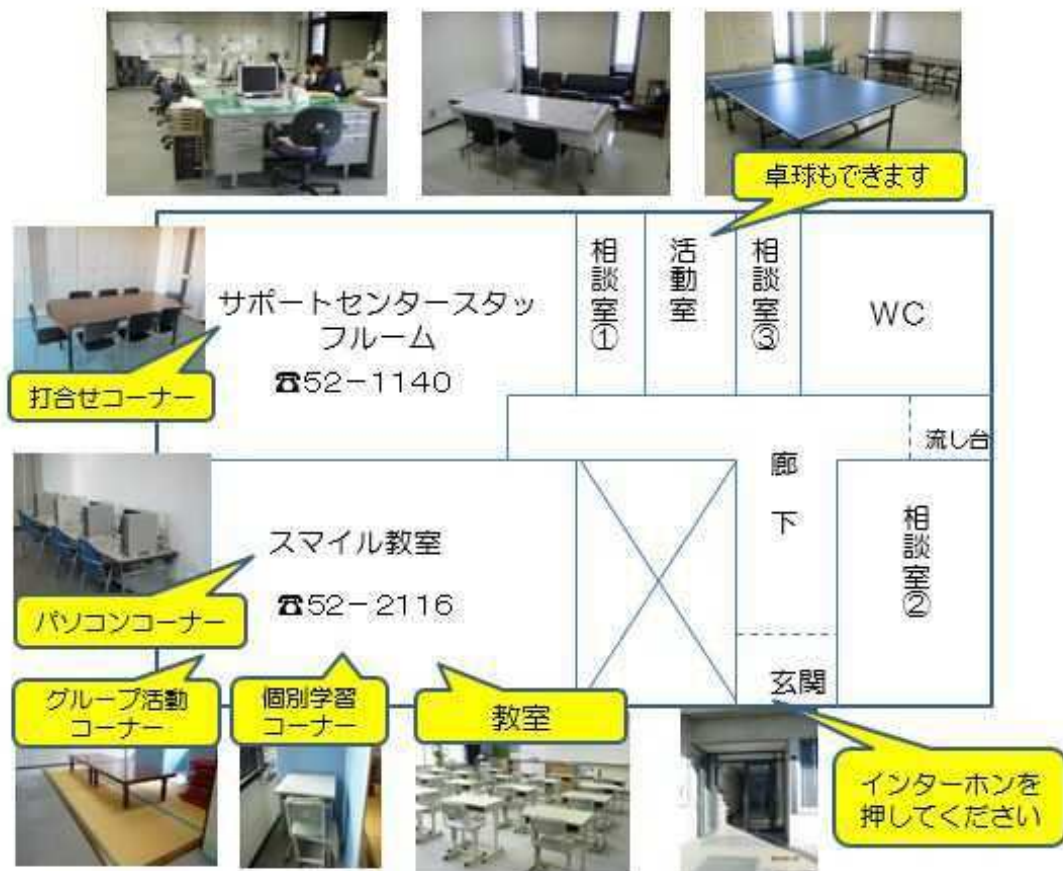 卓球もできます
サポートセンタースタッ
フルーム
☎52-1140
相談室①
活動室
相談室③
WC
打合せコーナー
流し台
廊下
スマイル教室
☎52-2116
相談室②
パソコンコーナー
玄関
グループ活動
コーナー
個別学習
コーナー
教室
インターホンを
押してください